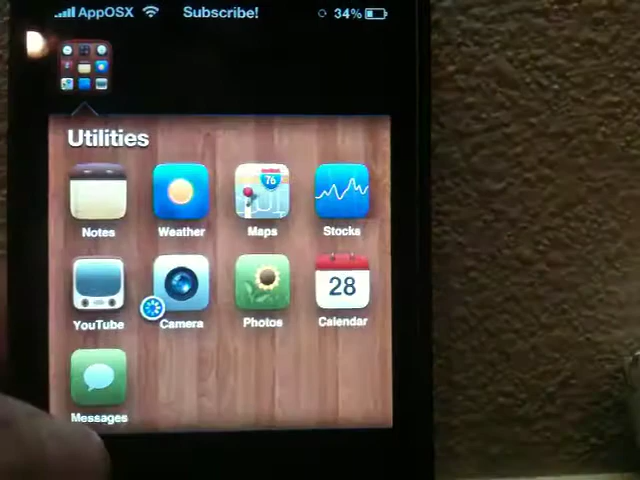 AppOSX Subscribe! 34%
Utilities
76
Notes Weather Maps Stocks
28
YouTube Camera Photos Calendar
Messages